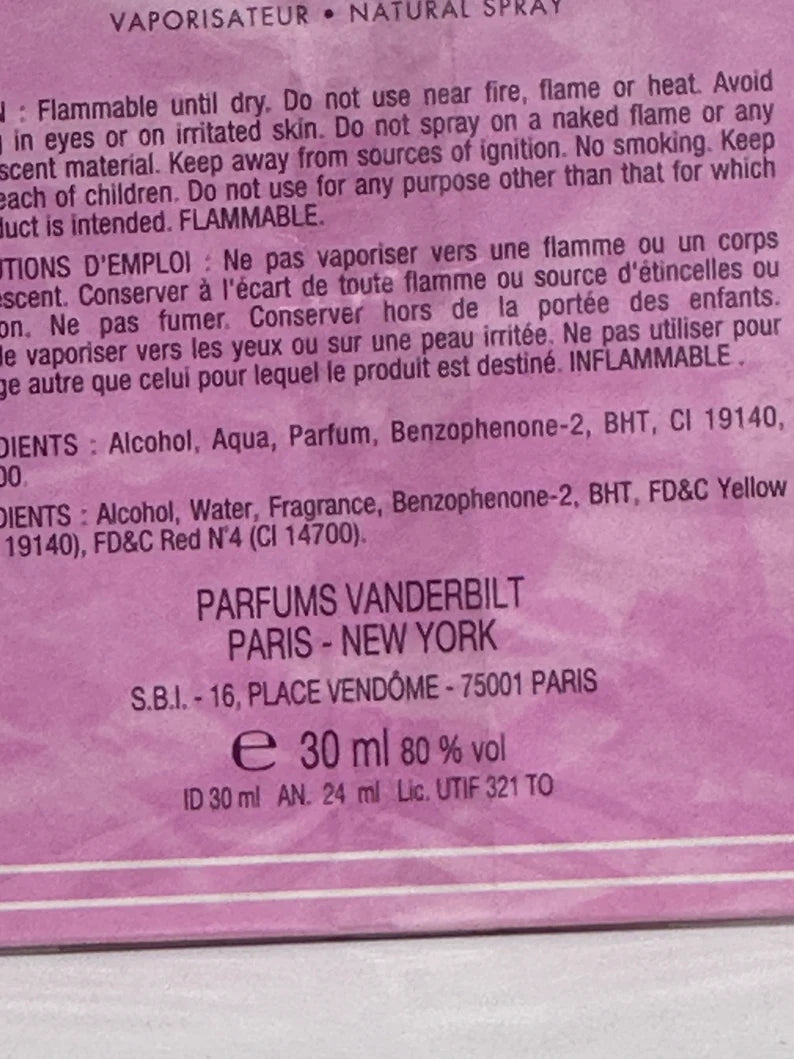 VAPORISATEUR • NATURAL SPRAY
: Flammable until dry. Do not use near fire, flame or heat. Avoid
in eyes or on irritated skin. Do not spray on a naked flame or any
scent material. Keep away from sources of ignition. No smoking. Keep
each of children. Do not use for any purpose other than that for which
duct is intended. FLAMMABLE.
TIONS D'EMPLOI : Ne pas vaporiser vers une flamme ou un corps
escent. Conserver à l'écart de toute flamme ou source d'étincelles ou
on. Ne pas fumer. Conserver hors de la portée des enfants.
de vaporiser vers les yeux ou sur une peau irritée. Ne pas utiliser pour
ge autre que celui pour lequel le produit est destiné. INFLAMMABLE .
DIENTS : Alcohol, Aqua, Parfum, Benzophenone-2, BHT, CI 19140,
00.
DIENTS : Alcohol, Water, Fragrance, Benzophenone-2, BHT, FD&C Yellow
19140), FD&C Red N°4 (CI 14700).
PARFUMS VANDERBILT
PARIS - NEW YORK
S.B.I. - 16, PLACE VENDÔME - 75001 PARIS
e 30 ml 80 % vol
ID 30 ml AN. 24 ml Lic. UTIF 321 TO